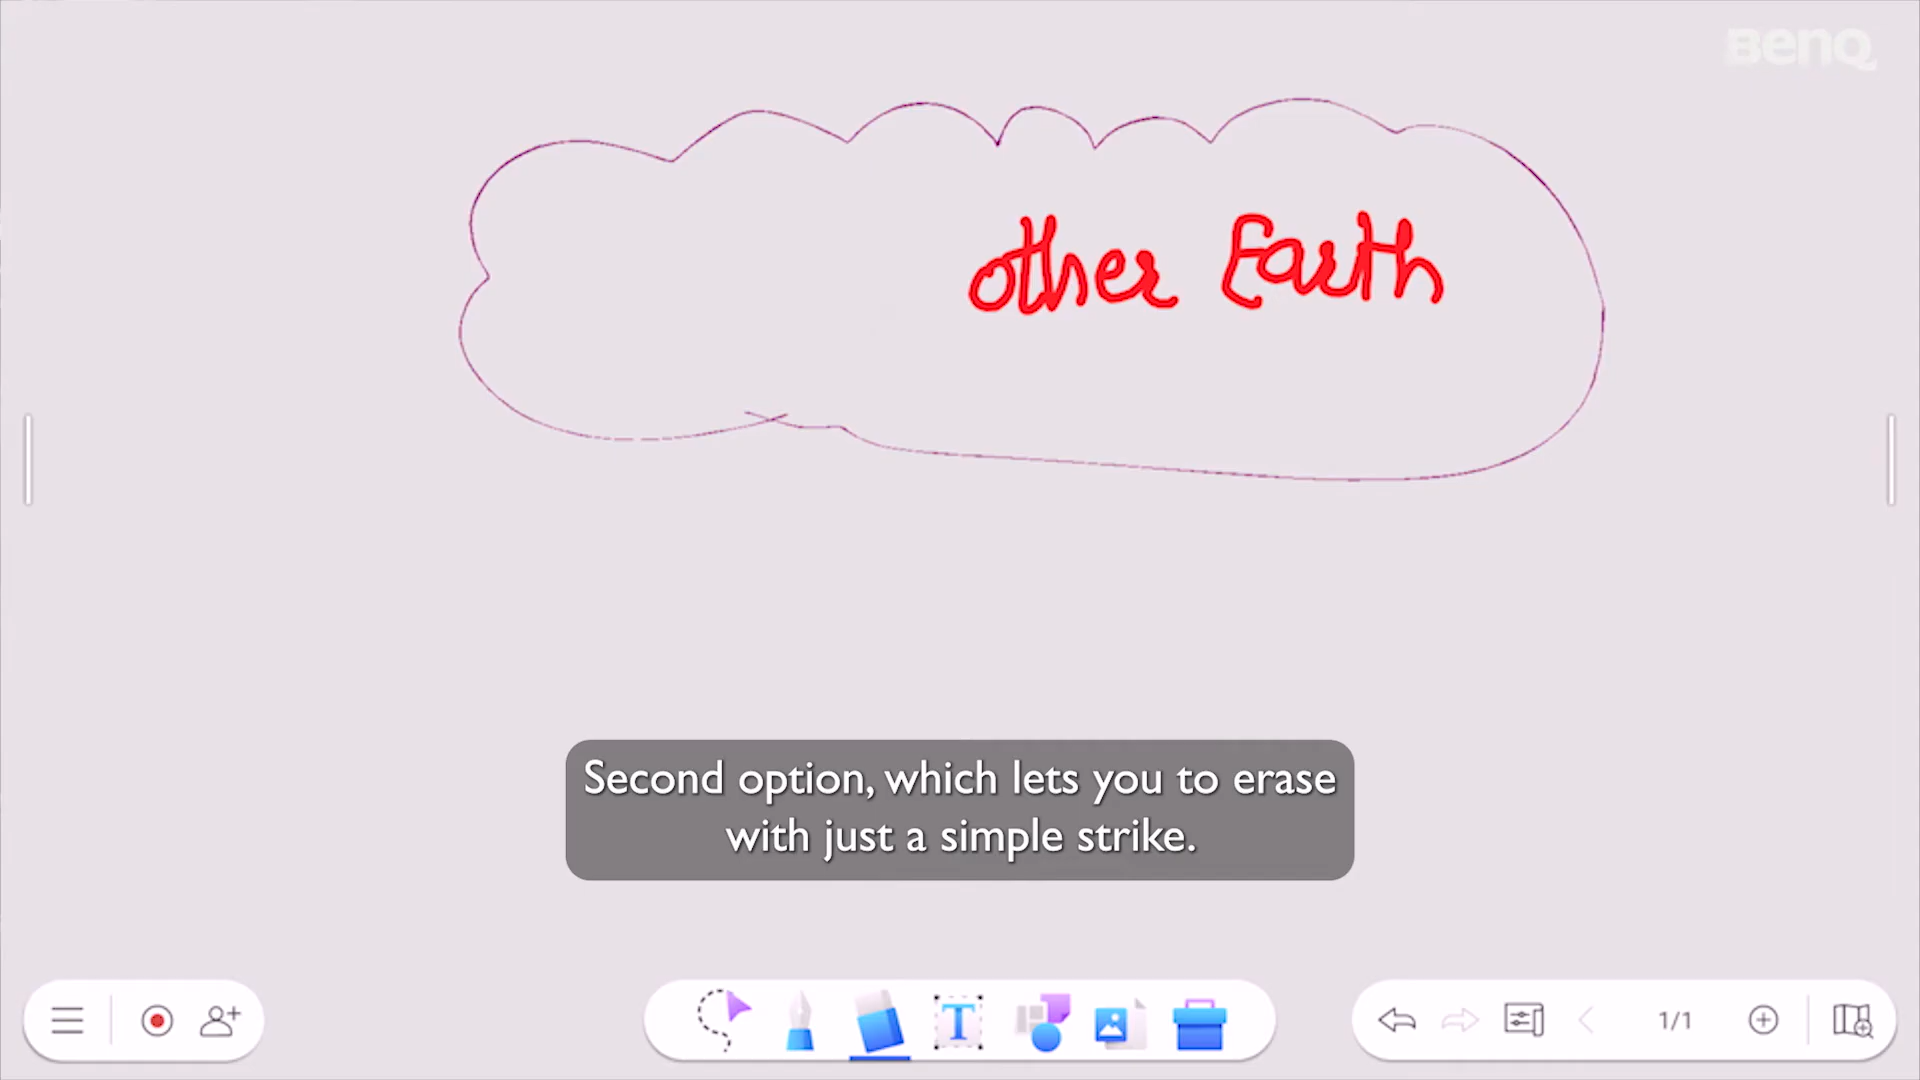 BenQ
other Earth
Second option, which lets you to erase
with just a simple strike.
T
1/1